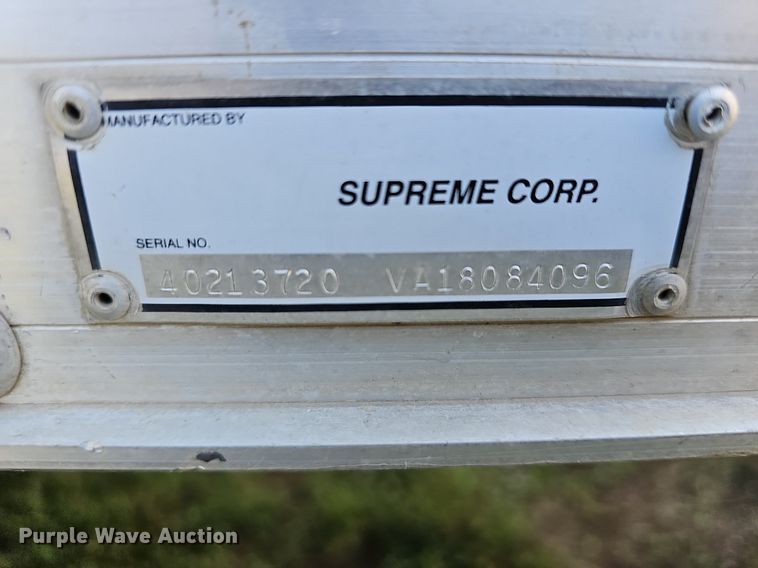 MANUFACTURED BY
SUPREME CORP.
SERIAL NO.
40213720 VA18084096
Purple Wave Auction®